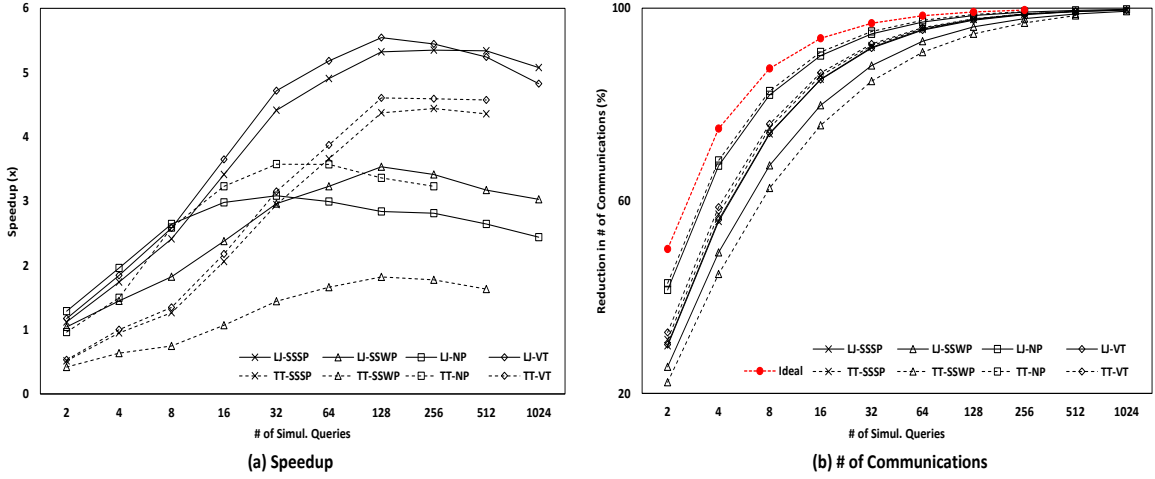 6
5
4
3
2
1
0
Speedup (x)
LJ-SSSP LJ-SSWP LJ-NP LJ-VT
TT-SSSP TT-SSWP TT-NP TT-VT
2 4 8 16 32 64 128 256 512 1024
# of Simul. Queries
(a) Speedup
100
60
20
Reduction in # of Communications (%)
LJ-SSSP LJ-SSWP LJ-NP LJ-VT
Ideal TT-SSSP TT-SSWP TT-NP TT-VT
2 4 8 16 32 64 128 256 512 1024
# of Simul. Queries
(b) # of Communications